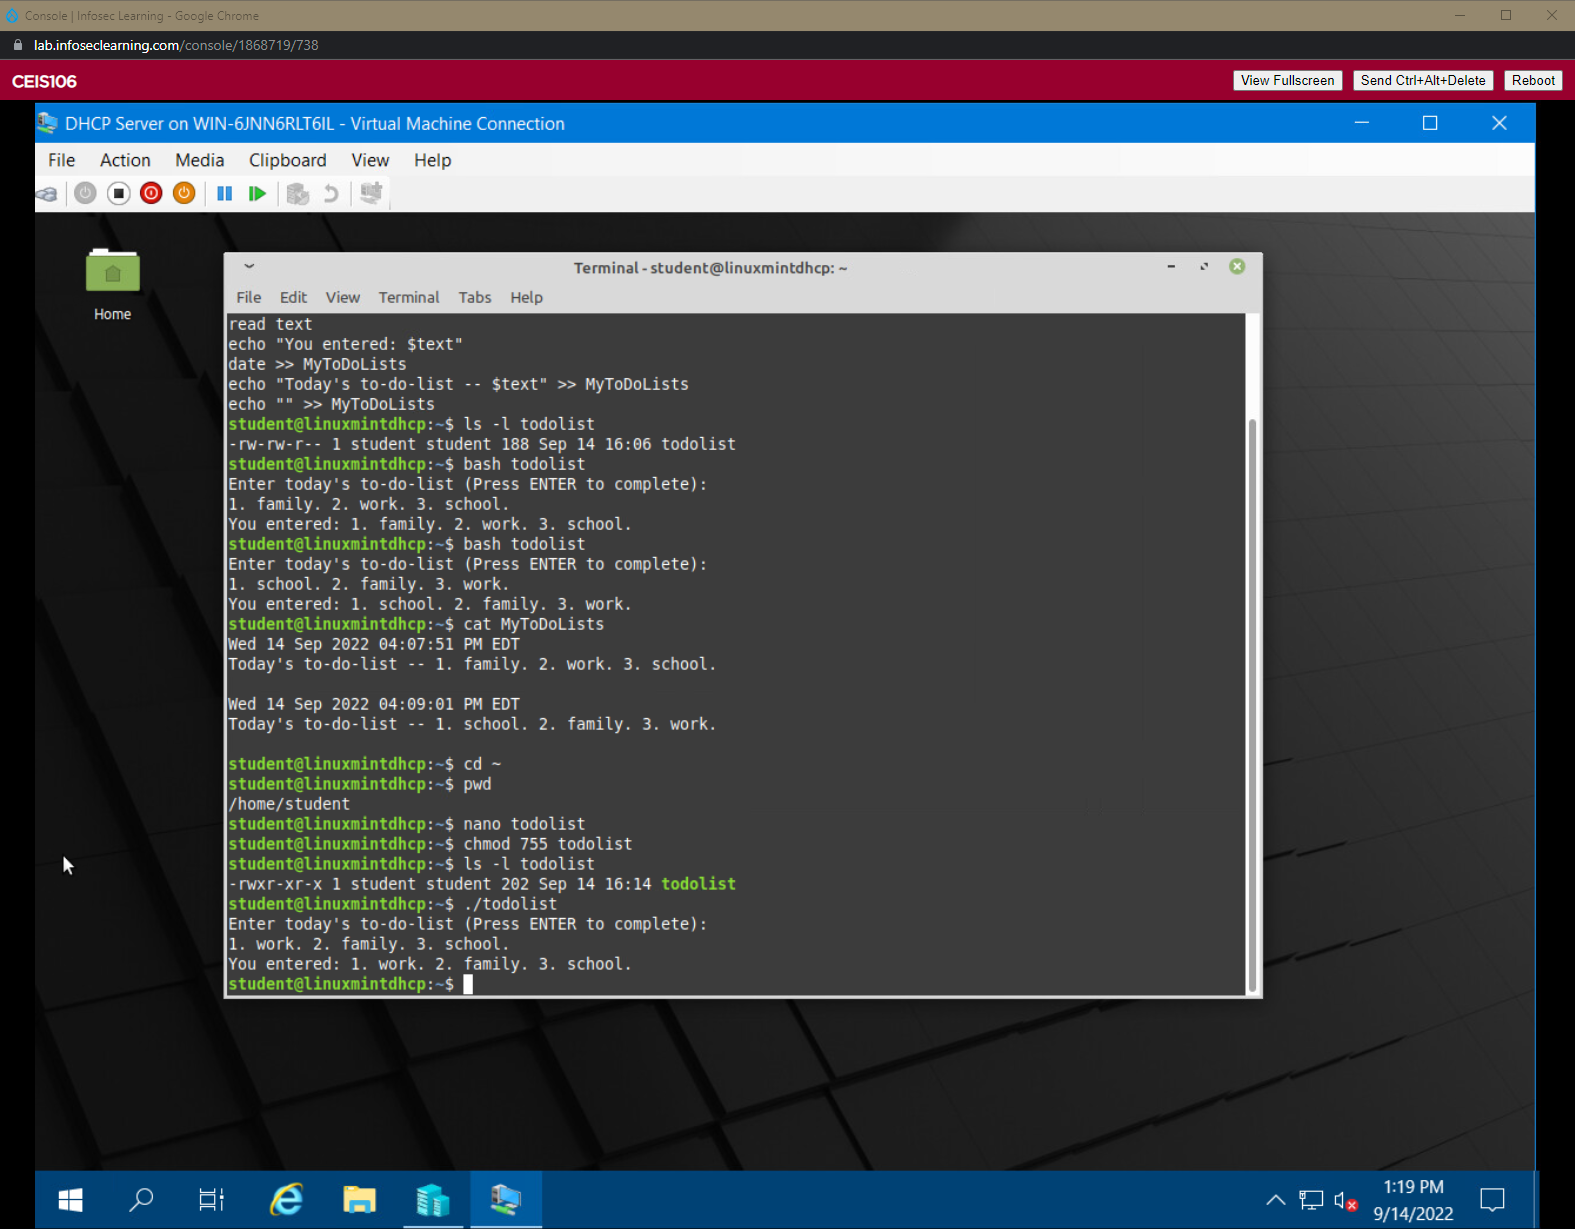 Console | Infosec Learning - Google Chrome
lab.infoseclearning.com/console/1868719/738
CEIS106
View Fullscreen
Send Ctrl+Alt+Delete
Reboot
DHCP Server on WIN-6JNN6RLT6IL - Virtual Machine Connection
File Action Media Clipboard View Help
Home
Terminal - student@linuxmintdhcp: ~
File Edit View Terminal Tabs Help
read text
echo "You entered: $text"
date >> MyToDoLists
echo "Today's to-do-list -- $text" >> MyToDoLists
echo "" >> MyToDoLists
student@linuxmintdhcp:~$ ls -l todolist
-rw-rw-r-- 1 student student 188 Sep 14 16:06 todolist
student@linuxmintdhcp:~$ bash todolist
Enter today's to-do-list (Press ENTER to complete):
1. family. 2. work. 3. school.
You entered: 1. family. 2. work. 3. school.
student@linuxmintdhcp:~$ bash todolist
Enter today's to-do-list (Press ENTER to complete):
1. school. 2. family. 3. work.
You entered: 1. school. 2. family. 3. work.
student@linuxmintdhcp:~$ cat MyToDoLists
Wed 14 Sep 2022 04:07:51 PM EDT
Today's to-do-list -- 1. family. 2. work. 3. school.
Wed 14 Sep 2022 04:09:01 PM EDT
Today's to-do-list -- 1. school. 2. family. 3. work.
student@linuxmintdhcp:~$ cd ~
student@linuxmintdhcp:~$ pwd
/home/student
student@linuxmintdhcp:~$ nano todolist
student@linuxmintdhcp:~$ chmod 755 todolist
student@linuxmintdhcp:~$ ls -l todolist
-rwxr-xr-x 1 student student 202 Sep 14 16:14 todolist
student@linuxmintdhcp:~$ ./todolist
Enter today's to-do-list (Press ENTER to complete):
1. work. 2. family. 3. school.
You entered: 1. work. 2. family. 3. school.
student@linuxmintdhcp:~$
1:19 PM
9/14/2022